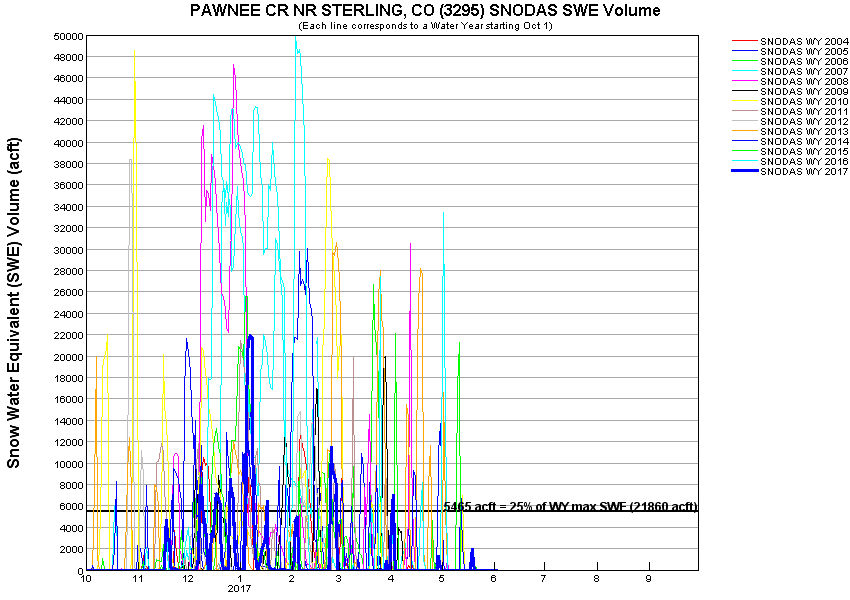 PAWNEE CR NR STERLING, CO (3295) SNODAS SWE Volume
(Each line corresponds to a Water Year starting Oct 1)
Snow Water Equivalent (SWE) Volume (acft)
50000
48000
46000
44000
42000
40000
38000
36000
34000
32000
30000
28000
26000
24000
22000
20000
18000
16000
14000
12000
10000
8000
6000
4000
2000
0
5465 acft = 25% of WY max SWE (21860 acft)
10 11 12 1 2 3 4 5 6 7 8 9
2017
SNODAS WY 2004
SNODAS WY 2005
SNODAS WY 2006
SNODAS WY 2007
SNODAS WY 2008
SNODAS WY 2009
SNODAS WY 2010
SNODAS WY 2011
SNODAS WY 2012
SNODAS WY 2013
SNODAS WY 2014
SNODAS WY 2015
SNODAS WY 2016
SNODAS WY 2017